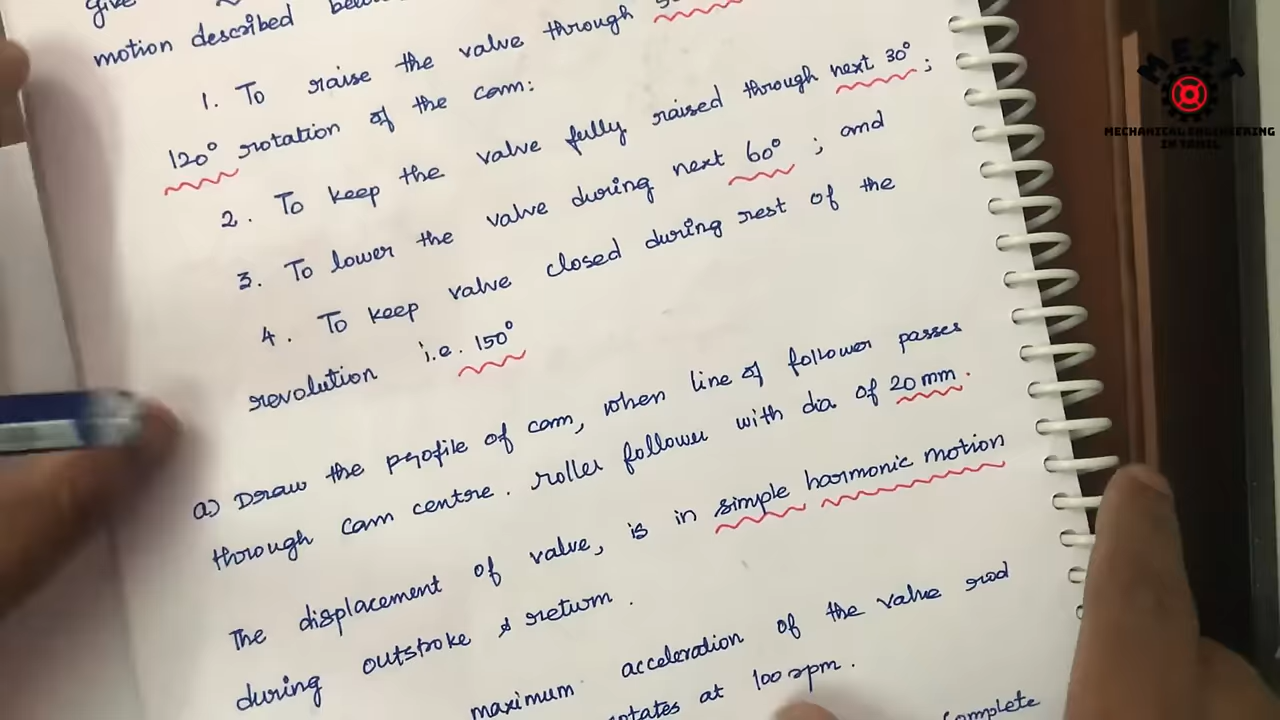 give
motion described
1. To raise the valve through
120° rotation of the cam:
2. To keep the valve fully raised through next 30° ;
3. To lower the valve during next 60° ; and
4. To keep valve closed during rest of the
revolution i.e. 150°
a) Draw the profile of cam, when line of follower passes
through cam centre. roller follower with dia of 20 mm.
The displacement of valve, is in simple harmonic motion
during outstroke & return.
maximum acceleration of the valve rod
at 100 rpm.
complete
MEIT
MECHANICAL ENGINEERING
IN TAMIL